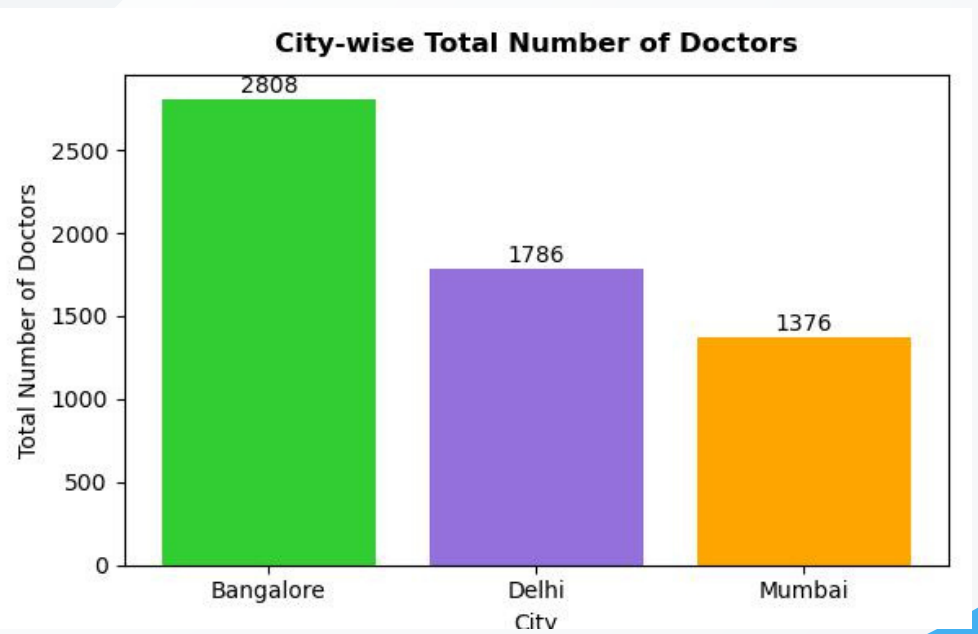 City-wise Total Number of Doctors
2808
2500
2000
1786
1500
1376
1000
500
0
Total Number of Doctors
Bangalore Delhi Mumbai
City